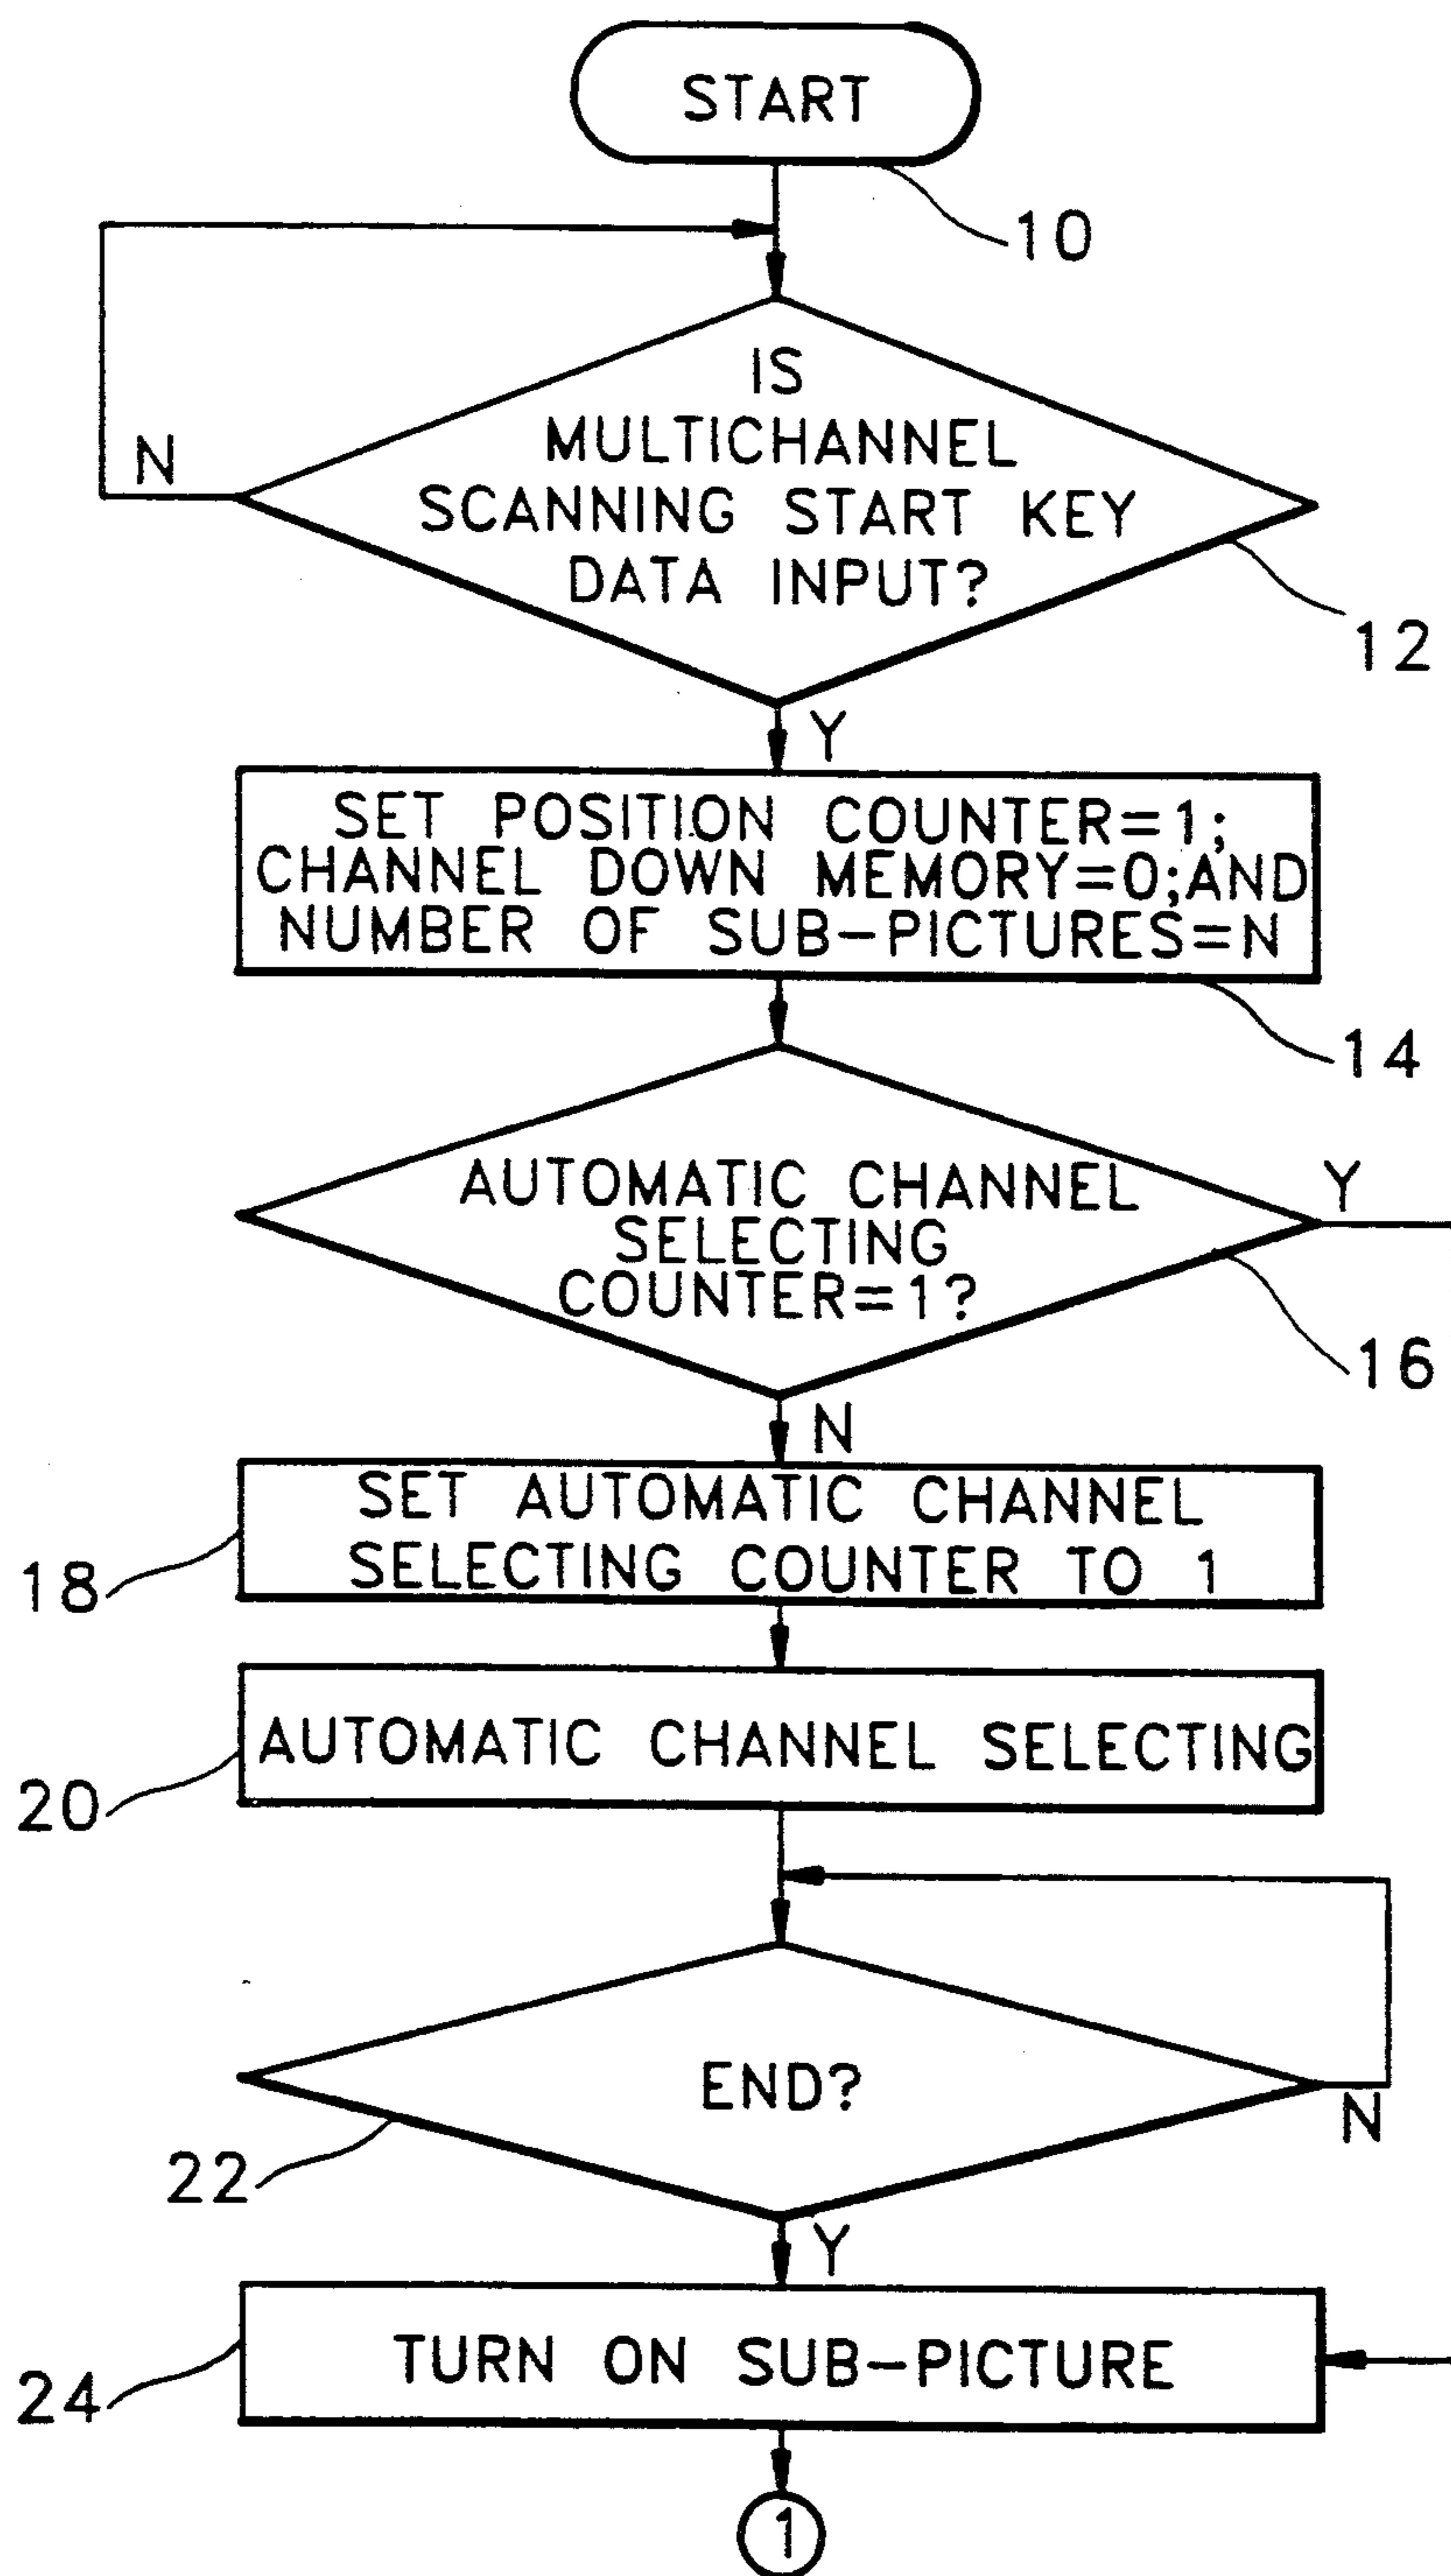 START
10
IS
MULTICHANNEL
SCANNING START KEY
DATA INPUT?
N
12
Y
SET POSITION COUNTER=1;
CHANNEL DOWN MEMORY=0;AND
NUMBER OF SUB-PICTURES=N
14
AUTOMATIC CHANNEL
SELECTING
COUNTER=1?
Y
16
N
SET AUTOMATIC CHANNEL
SELECTING COUNTER TO 1
18
AUTOMATIC CHANNEL SELECTING
20
END?
N
22
Y
TURN ON SUB-PICTURE
24
1